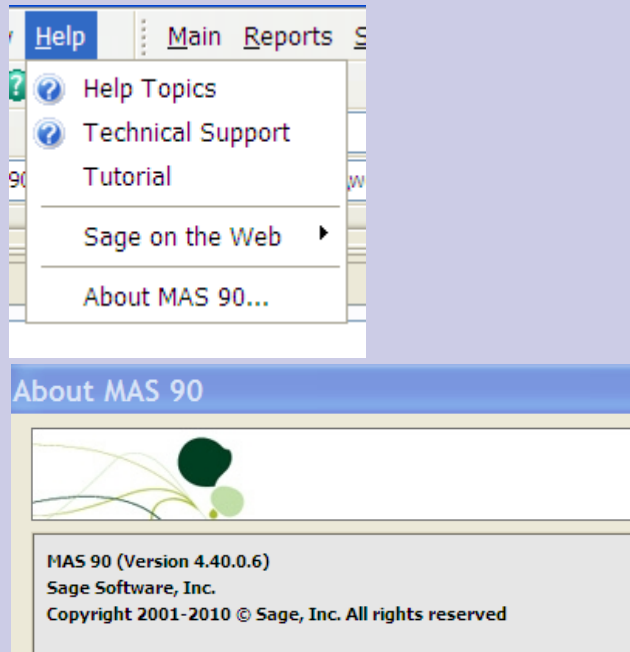 Help Main Reports S
Help Topics
Technical Support
90 Tutorial w
Sage on the Web
About MAS 90...
About MAS 90
MAS 90 (Version 4.40.0.6)
Sage Software, Inc.
Copyright 2001-2010 © Sage, Inc. All rights reserved